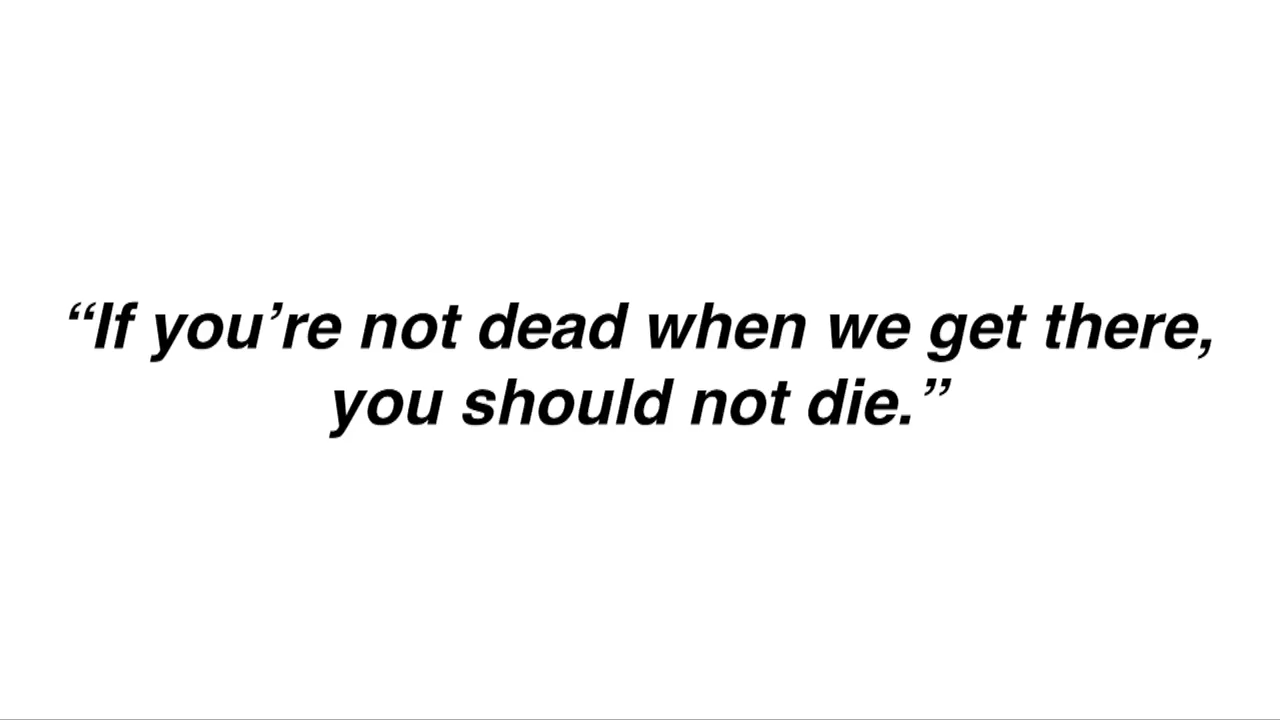 “If you’re not dead when we get there,
you should not die.”